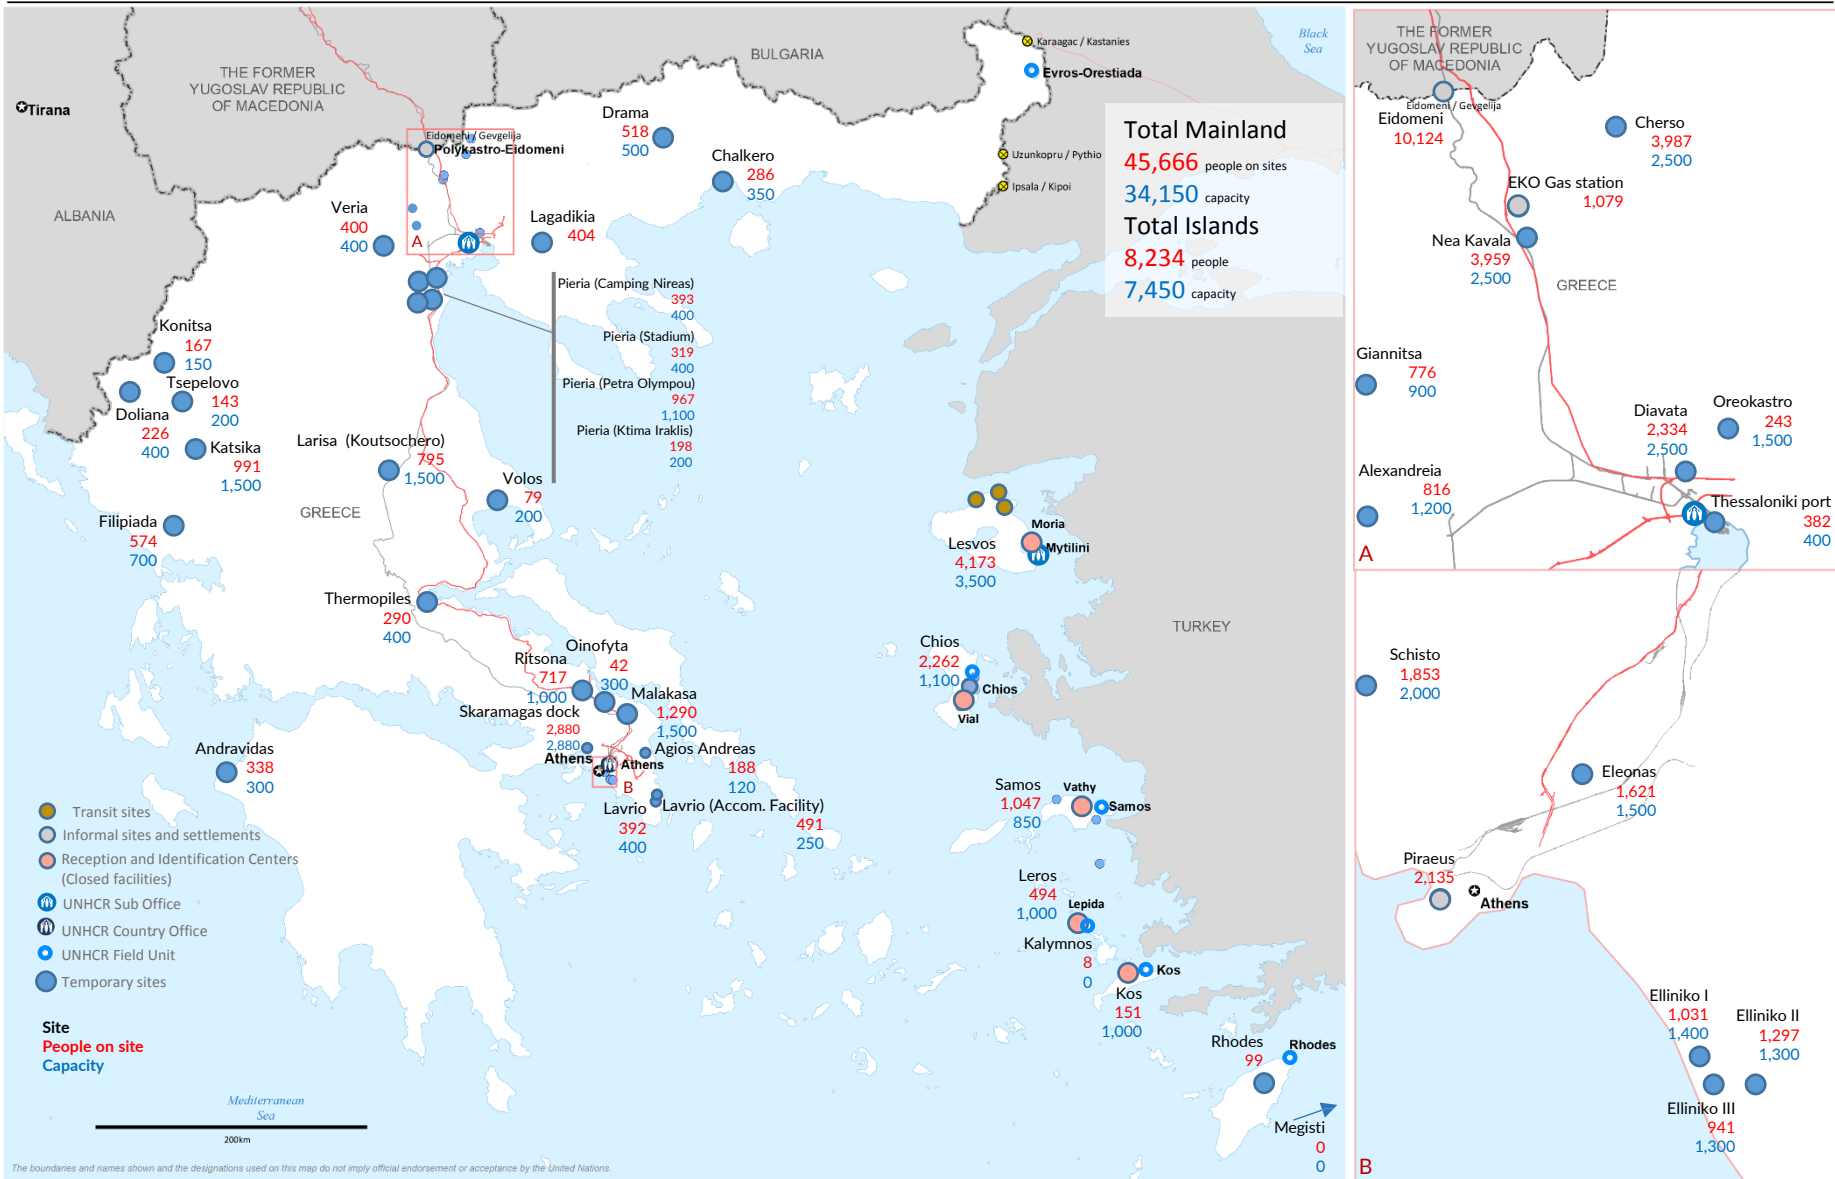 Black
Sea
BULGARIA
THE FORMER
YUGOSLAV REPUBLIC
OF MACEDONIA
Tirana
ALBANIA
Karaagac / Kastanies
Evros-Orestiada
Uzunkopru / Pythio
Ipsala / Kipoi
Total Mainland
45,666 people on sites
34,150 capacity
Total Islands
8,234 people
7,450 capacity
Drama
518
500
Chalkero
286
350
Eidomeni / Gevgelija
Polykastro-Eidomeni
A
Veria
400
400
Lagadikia
404
Pieria (Camping Nireas)
393
400
Pieria (Stadium)
319
400
Pieria (Petra Olympou)
967
1,100
Pieria (Ktima Iraklis)
198
200
Konitsa
167
150
Tsepelovo
143
200
Doliana
226
400
Katsika
991
1,500
Larisa (Koutsochero)
795
1,500
Volos
79
200
GREECE
Filipiada
574
700
Thermopiles
290
400
Oinofyta
42
300
Ritsona
717
1,000
Malakasa
1,290
1,500
Skaramagas dock
2,880
2,880
Agios Andreas
188
120
Athens
Athens
B
Lavrio
392
400
Lavrio (Accom. Facility)
491
250
Andravidas
338
300
Moria
Mytilini
Lesvos
4,173
3,500
TURKEY
Chios
2,262
1,100
Chios
Vial
Samos
1,047
850
Vathy
Samos
Leros
494
1,000
Lepida
Kalymnos
8
0
Kos
Kos
151
1,000
Rhodes
99
Rhodes
Megisti
0
0
Transit sites
Informal sites and settlements
Reception and Identification Centers
(Closed facilities)
UNHCR Sub Office
UNHCR Country Office
UNHCR Field Unit
Temporary sites
Site
People on site
Capacity
Mediterranean
Sea
200km
The boundaries and names shown and the designations used on this map do not imply official endorsement or acceptance by the United Nations.
THE FORMER
YUGOSLAV REPUBLIC
OF MACEDONIA
Eidomeni / Gevgelija
Eidomeni
10,124
Cherso
3,987
2,500
EKO Gas station
1,079
Nea Kavala
3,959
2,500
GREECE
Giannitsa
776
900
Diavata
2,334
2,500
Oreokastro
243
1,500
Alexandreia
816
1,200
Thessaloniki port
382
400
A
Schisto
1,853
2,000
Eleonas
1,621
1,500
Piraeus
2,135
Athens
Elliniko I
1,031
1,400
Elliniko II
1,297
1,300
Elliniko III
941
1,300
B